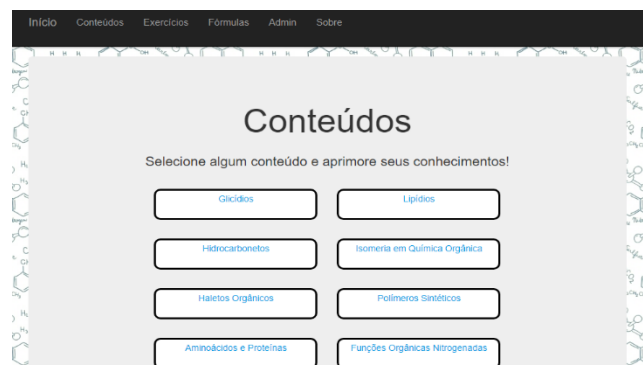 Início Conteúdos Exercícios Fórmulas Admin Sobre
Conteúdos
Selecione algum conteúdo e aprimore seus conhecimentos!
Glicídios Lipídios
Hidrocarbonetos Isomeria em Química Orgânica
Haletos Orgânicos Polímeros Sintéticos
Aminoácidos e Proteínas Funções Orgânicas Nitrogenadas